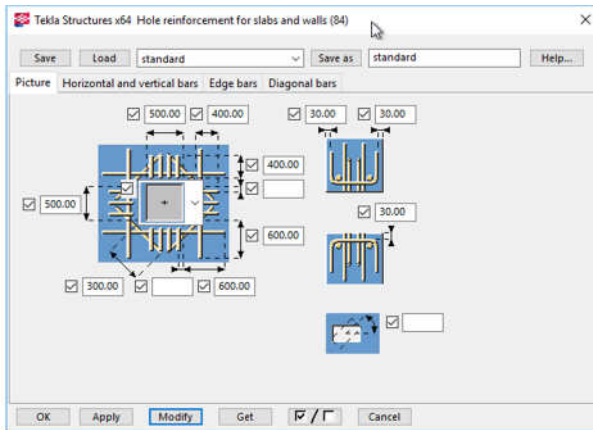 Tekla Structures x64 Hole reinforcement for slabs and walls (84)
Save Load standard Save as standard Help...
Picture Horizontal and vertical bars Edge bars Diagonal bars
500.00 400.00 30.00 30.00
400.00
500.00
30.00
600.00
300.00 600.00
OK Apply Modify Get / Cancel